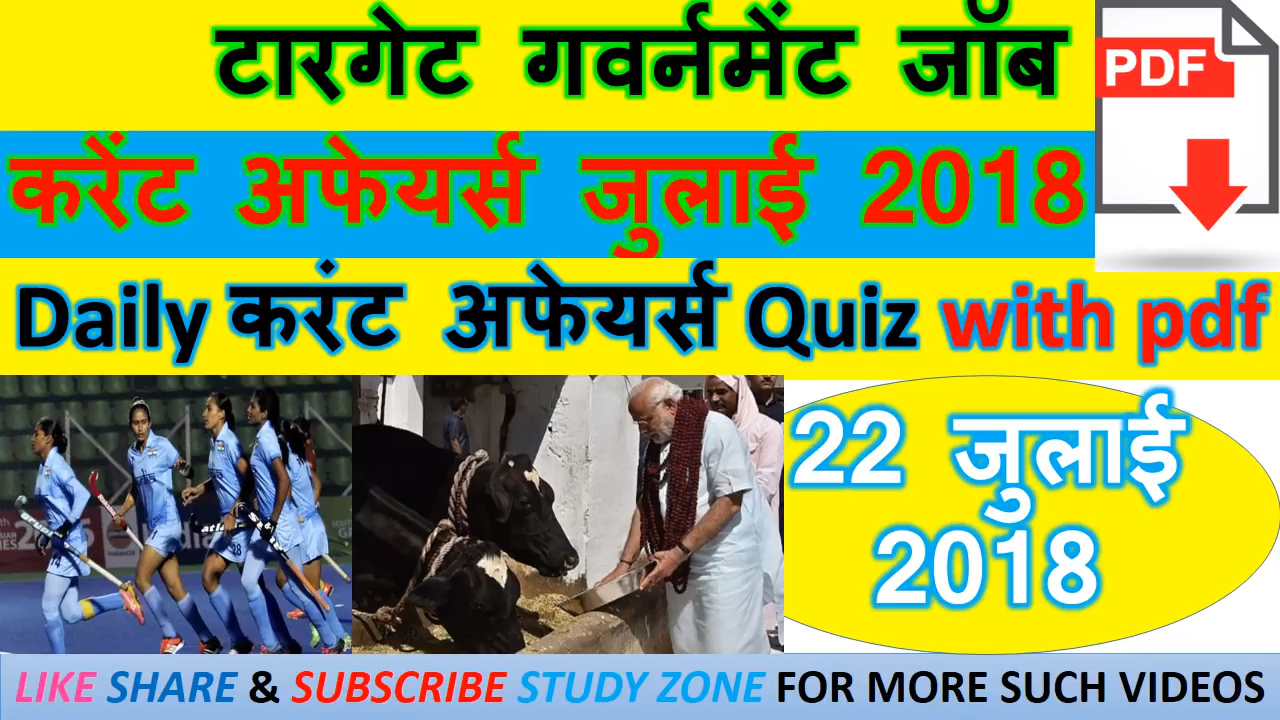 टारगेट गवर्नमेंट जॉब
PDF
करेंट अफेयर्स जुलाई 2018
Daily करंट अफेयर्स Quiz with pdf
22 जुलाई
2018
28
LIKE SHARE & SUBSCRIBE STUDY ZONE FOR MORE SUCH VIDEOS